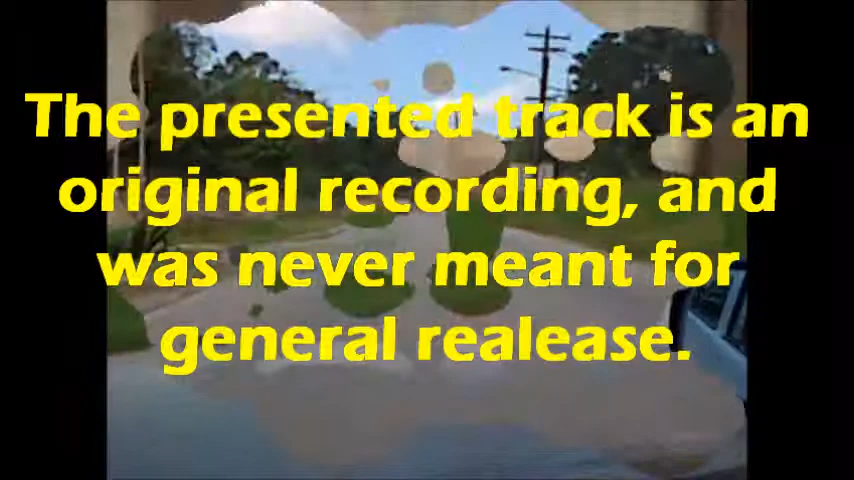 The presented track is an
original recording, and
was never meant for
general realease.